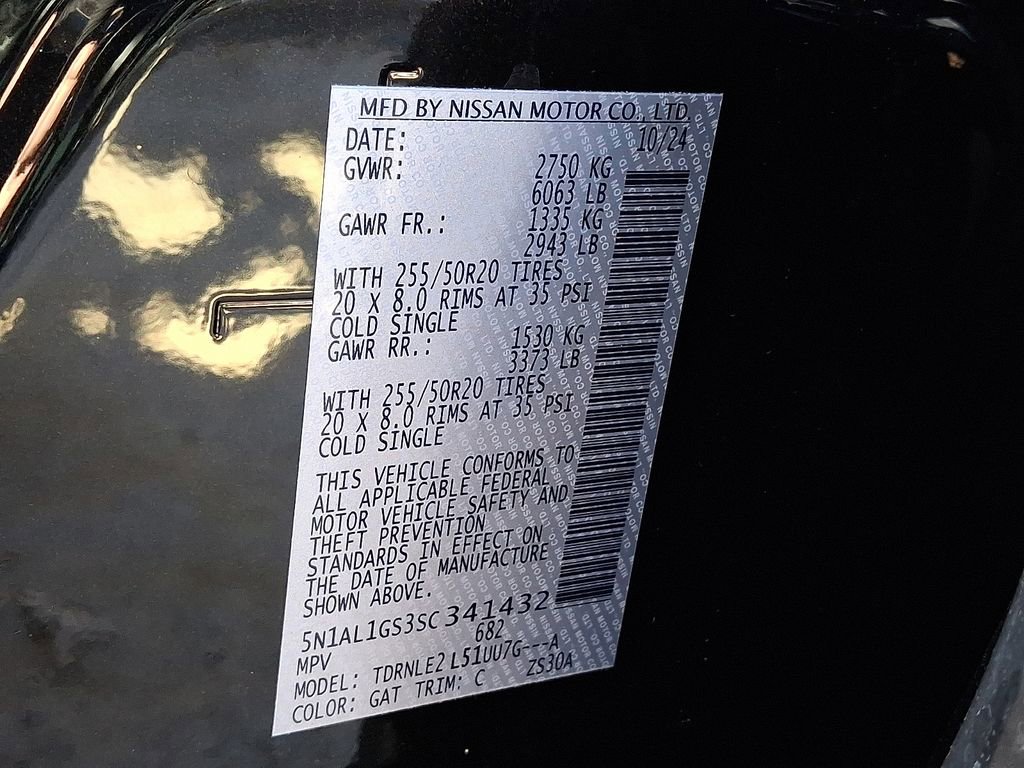 MFD BY NISSAN MOTOR CO., LTD.
DATE: 10/24
GVWR: 2750 KG
6063 LB
GAWR FR.: 1335 KG
2943 LB
WITH 255/50R20 TIRES
20 X 8.0 RIMS AT 35 PSI
COLD SINGLE
GAWR RR.: 1530 KG
3373 LB
WITH 255/50R20 TIRES
20 X 8.0 RIMS AT 35 PSI
COLD SINGLE
THIS VEHICLE CONFORMS TO
ALL APPLICABLE FEDERAL
MOTOR VEHICLE SAFETY AND
THEFT PREVENTION
STANDARDS IN EFFECT ON
THE DATE OF MANUFACTURE
SHOWN ABOVE.
5N1AL1GS3SC341432
MPV 682
MODEL: TDRNLE2 L51UU7G---A
COLOR: GAT TRIM: C ZS30A